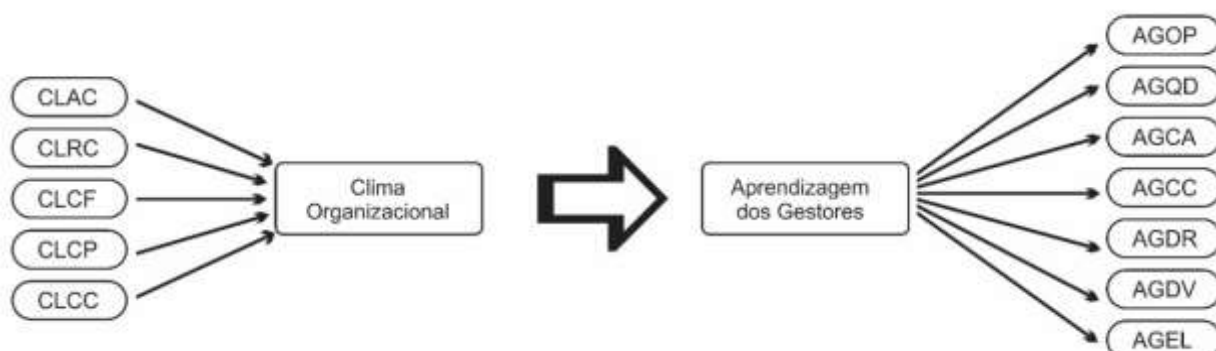 CLAC
CLRC
CLCF
CLCP
CLCC
Clima
Organizacional
Aprendizagem
dos Gestores
AGOP
AGQD
AGCA
AGCC
AGDR
AGDV
AGEL